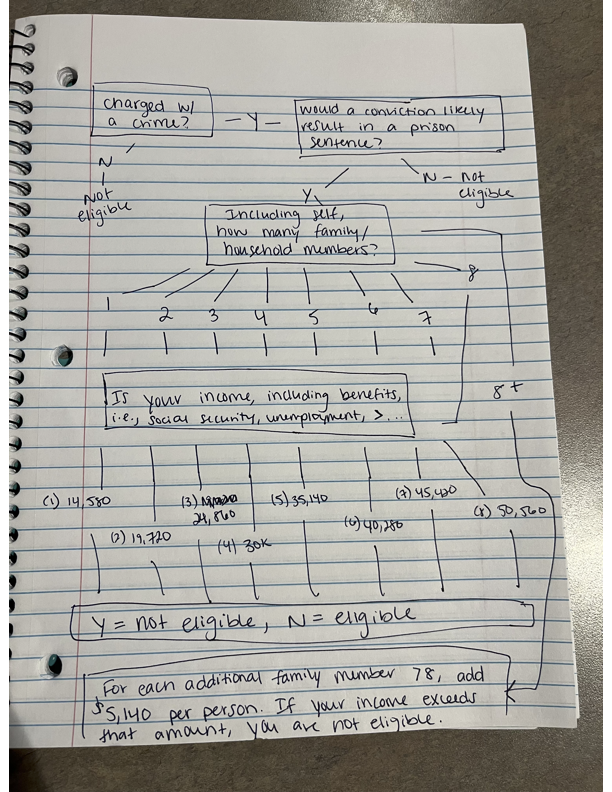 charged w/
a crime?
— Y —
would a conviction likely
result in a prison
sentence?
N
Not
eligible
Y
N - not
eligible
Including self,
how many family/
household members?
1 2 3 4 5 6 7 8
8+
Is your income, including benefits,
i.e., social security, unemployment, > ...
(1) 14,580
(2) 19,720
(3) 24,860
(4) 30K
(5) 35,140
(6) 40,280
(7) 45,420
(8) 50,560
Y = not eligible, N = eligible
For each additional family member 78, add
$5,140 per person. If your income exceeds
that amount, you are not eligible.